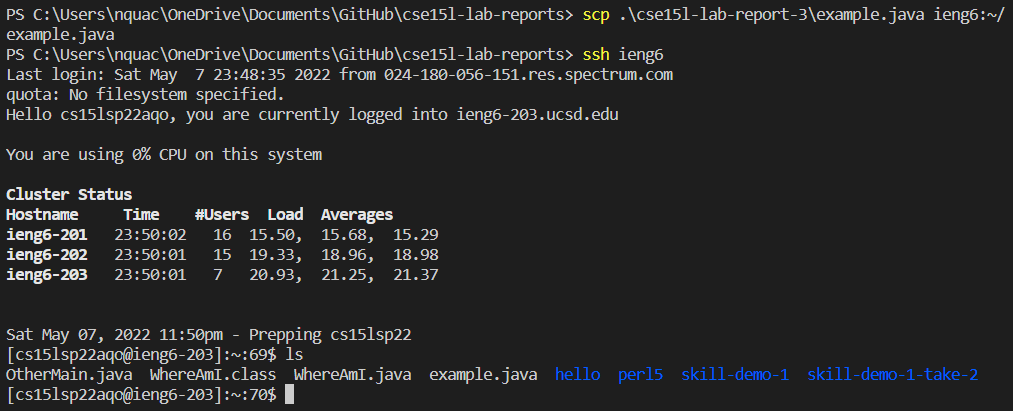 PS C:\Users\nquac\OneDrive\Documents\GitHub\cse15l-lab-reports> scp .\cse15l-lab-report-3\example.java ieng6:~/
example.java
PS C:\Users\nquac\OneDrive\Documents\GitHub\cse15l-lab-reports> ssh ieng6
Last login: Sat May  7 23:48:35 2022 from 024-180-056-151.res.spectrum.com
quota: No filesystem specified.
Hello cs15lsp22aqo, you are currently logged into ieng6-203.ucsd.edu
You are using 0% CPU on this system
Cluster Status
Hostname     Time    #Users  Load  Averages
ieng6-201   23:50:02   16  15.50,  15.68,  15.29
ieng6-202   23:50:01   15  19.33,  18.96,  18.98
ieng6-203   23:50:01   7   20.93,  21.25,  21.37
Sat May 07, 2022 11:50pm - Prepping cs15lsp22
[cs15lsp22aqo@ieng6-203]:~:69$ ls
OtherMain.java  WhereAmI.class  WhereAmI.java  example.java  hello  perl5  skill-demo-1  skill-demo-1-take-2
[cs15lsp22aqo@ieng6-203]:~:70$